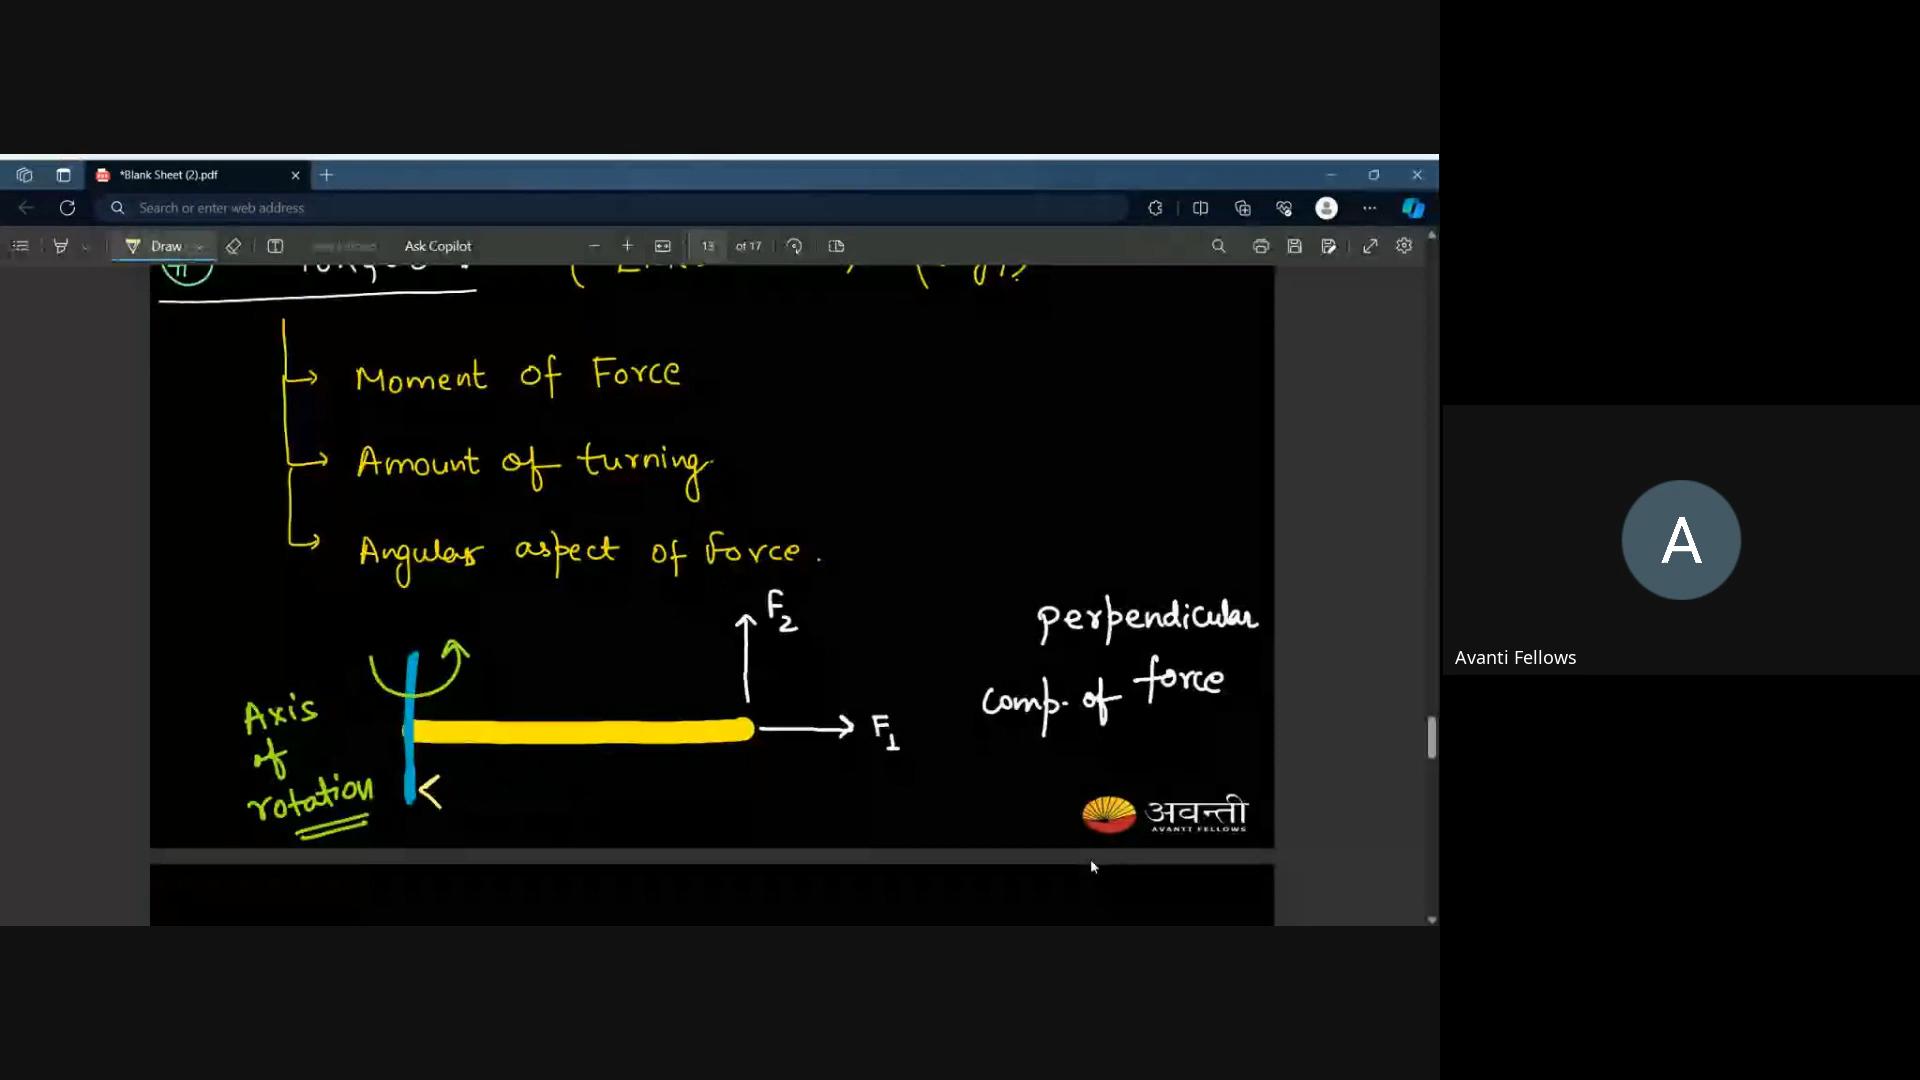 *Blank Sheet (2).pdf
Search or enter web address
Draw
Ask Copilot
13 of 17
Moment of Force
Amount of turning
Angular aspect of Force.
F2
perpendicular
comp. of force
Axis
of
rotation
F1
अवन्ती
AVANTI FELLOWS
A
Avanti Fellows